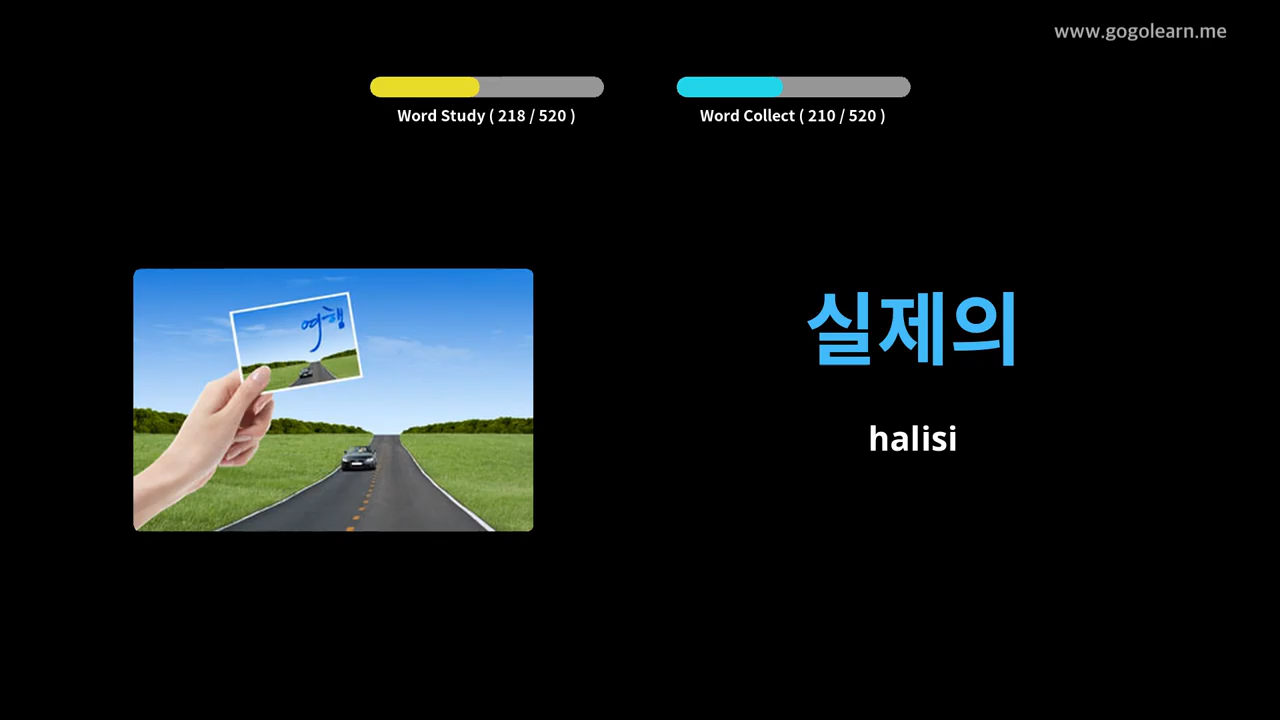 www.gogolearn.me
Word Study ( 218 / 520 )
Word Collect ( 210 / 520 )
여행
실제의
halisi